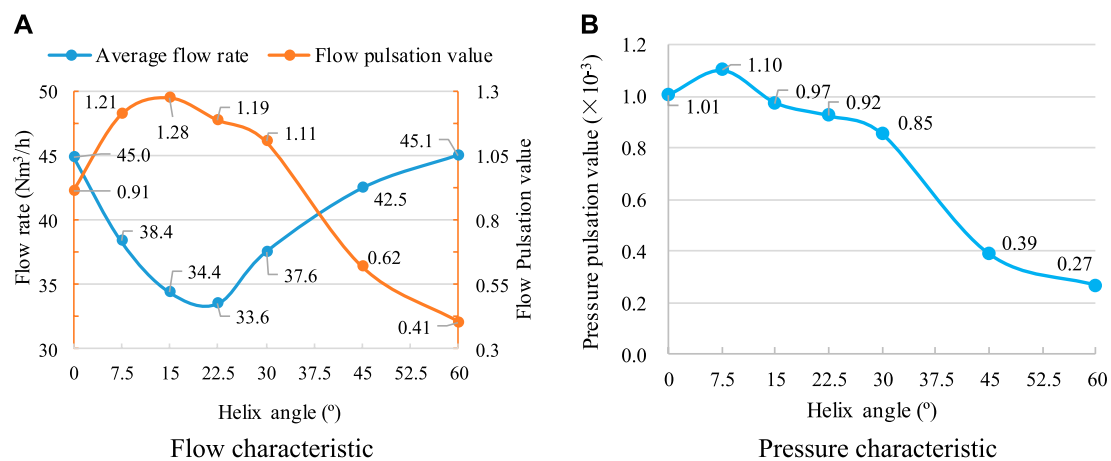 A
Average flow rate
Flow pulsation value
Flow rate (Nm³/h)
50
45
40
35
30
1.3
1.05
0.8
0.55
0.3
Flow Pulsation value
1.21
1.28
1.19
1.11
0.62
0.41
0.91
45.0
38.4
34.4
33.6
37.6
42.5
45.1
0 7.5 15 22.5 30 37.5 45 52.5 60
Helix angle (º)
Flow characteristic
B
Pressure pulsation value (×10⁻³)
1.2
1.0
0.8
0.6
0.4
0.2
0.0
1.01
1.10
0.97
0.92
0.85
0.39
0.27
0 7.5 15 22.5 30 37.5 45 52.5 60
Helix angle (º)
Pressure characteristic